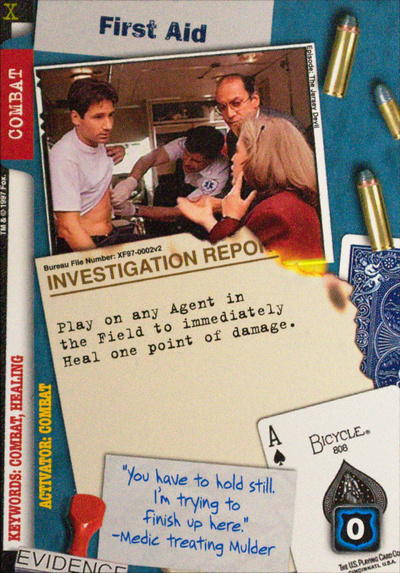 X
First Aid
COMBAT
Episode: The Jersey Devil
TM & © 1997 Fox.
Bureau File Number: XF97-0002v2
INVESTIGATION REPO
Play on any Agent in
the Field to immediately
Heal one point of damage.
KEYWORDS: COMBAT, HEALING
ACTIVATOR: COMBAT
"You have to hold still.
I'm trying to
finish up here."
-Medic treating Mulder
A
BICYCLE®
808
0
THE U.S. PLAYING CARD CO.
CINCINNATI, U.S.A.
EVIDENCE